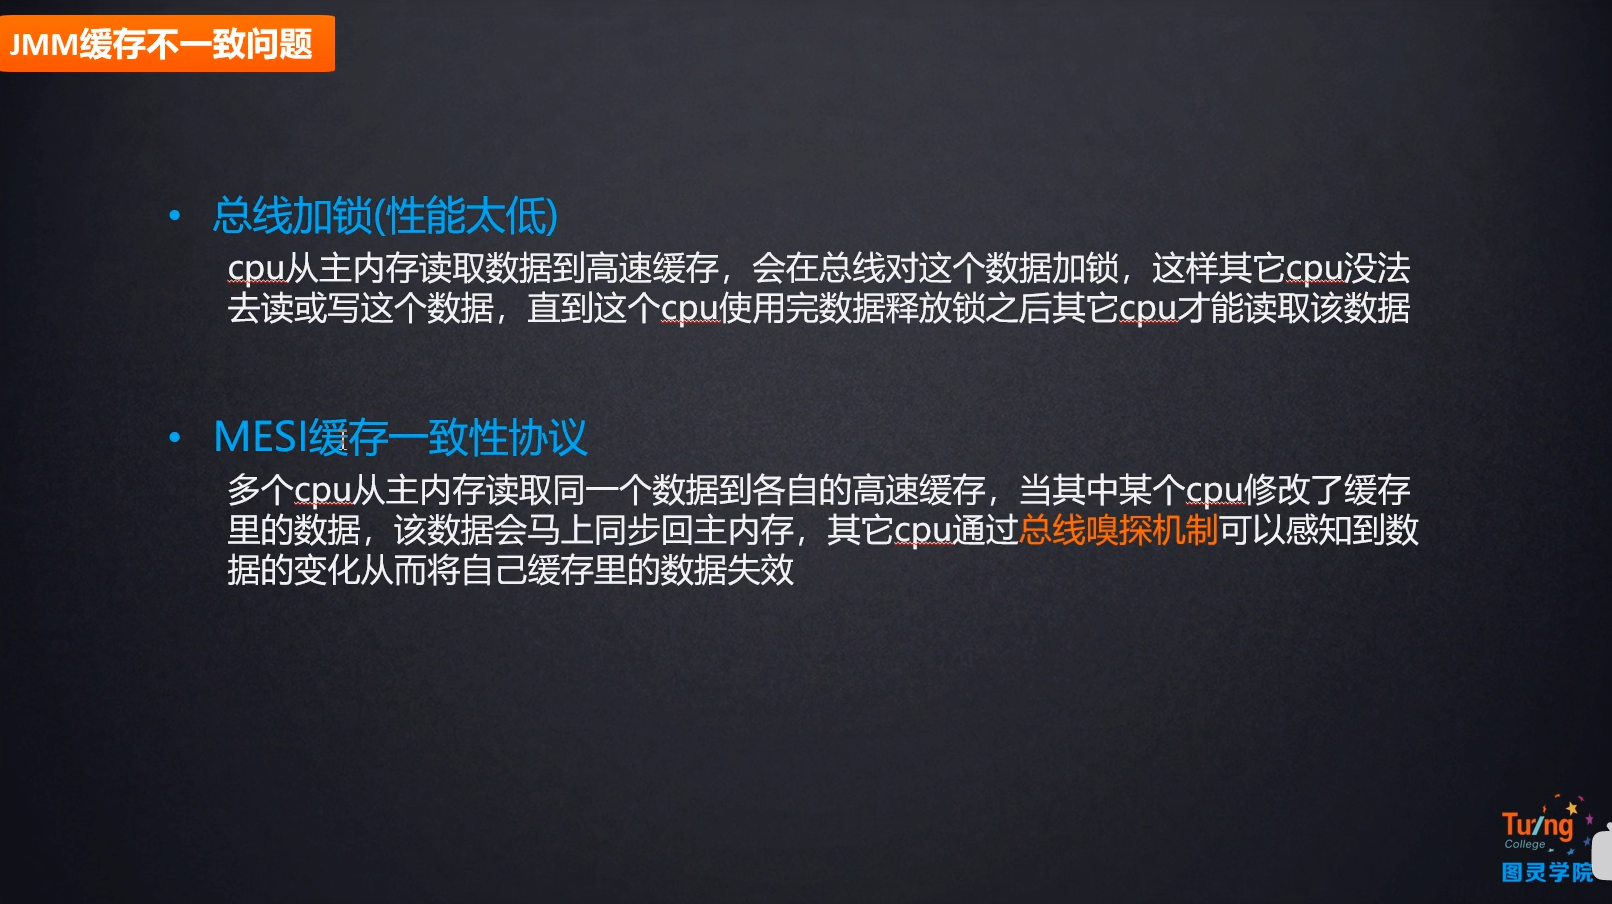 JMM缓存不一致问题
• 总线加锁(性能太低)
cpu从主内存读取数据到高速缓存，会在总线对这个数据加锁，这样其它cpu没法
去读或写这个数据，直到这个cpu使用完数据释放锁之后其它cpu才能读取该数据
• MESI缓存一致性协议
多个cpu从主内存读取同一个数据到各自的高速缓存，当其中某个cpu修改了缓存
里的数据，该数据会马上同步回主内存，其它cpu通过总线嗅探机制可以感知到数
据的变化从而将自己缓存里的数据失效
Turing
College
图灵学院